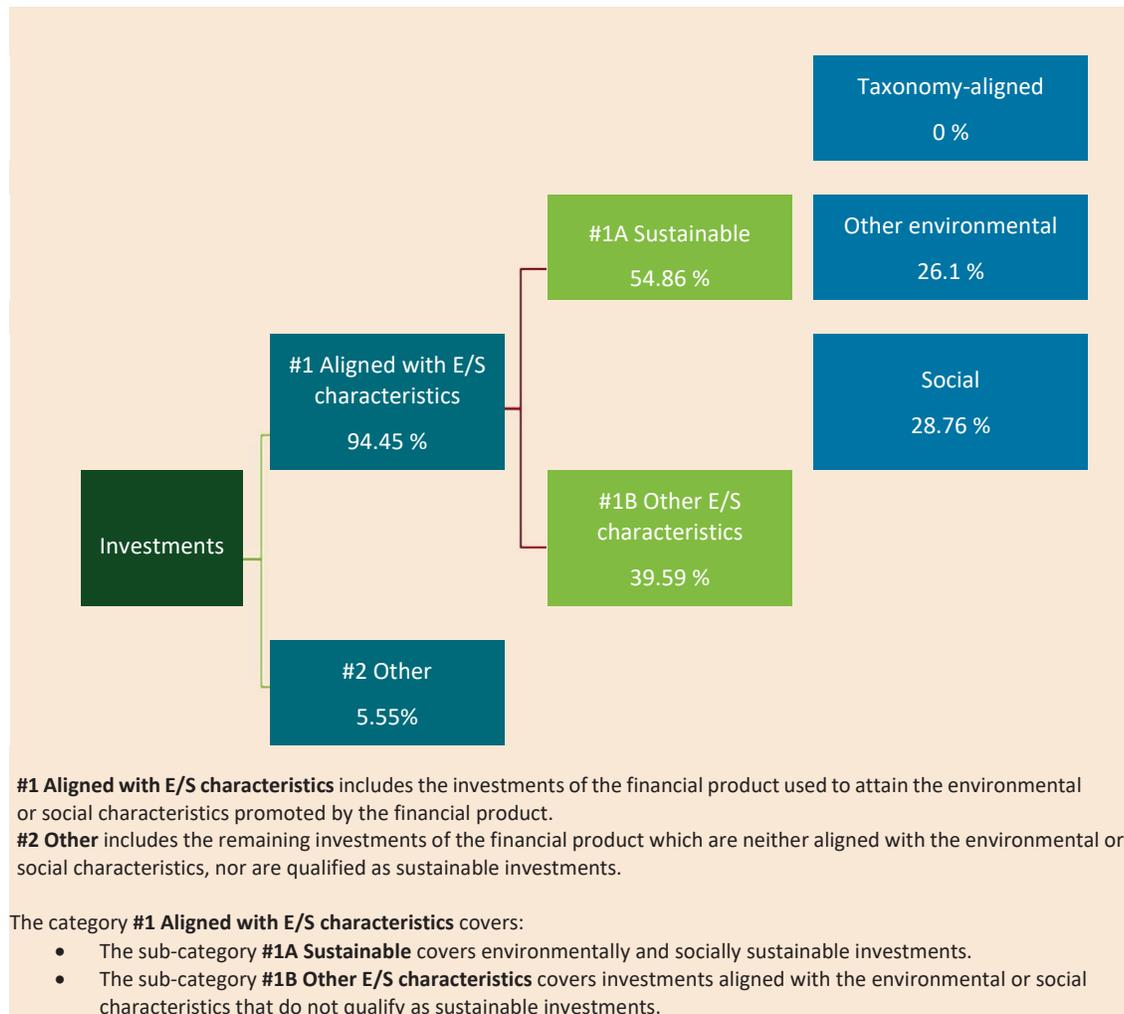 Taxonomy-aligned
0 %
#1A Sustainable
54.86 %
Other environmental
26.1 %
#1 Aligned with E/S
characteristics
94.45 %
Social
28.76 %
Investments
#1B Other E/S
characteristics
39.59 %
#2 Other
5.55%
#1 Aligned with E/S characteristics includes the investments of the financial product used to attain the environmental
or social characteristics promoted by the financial product.
#2 Other includes the remaining investments of the financial product which are neither aligned with the environmental or
social characteristics, nor are qualified as sustainable investments.
The category #1 Aligned with E/S characteristics covers:
• The sub-category #1A Sustainable covers environmentally and socially sustainable investments.
• The sub-category #1B Other E/S characteristics covers investments aligned with the environmental or social
characteristics that do not qualify as sustainable investments.